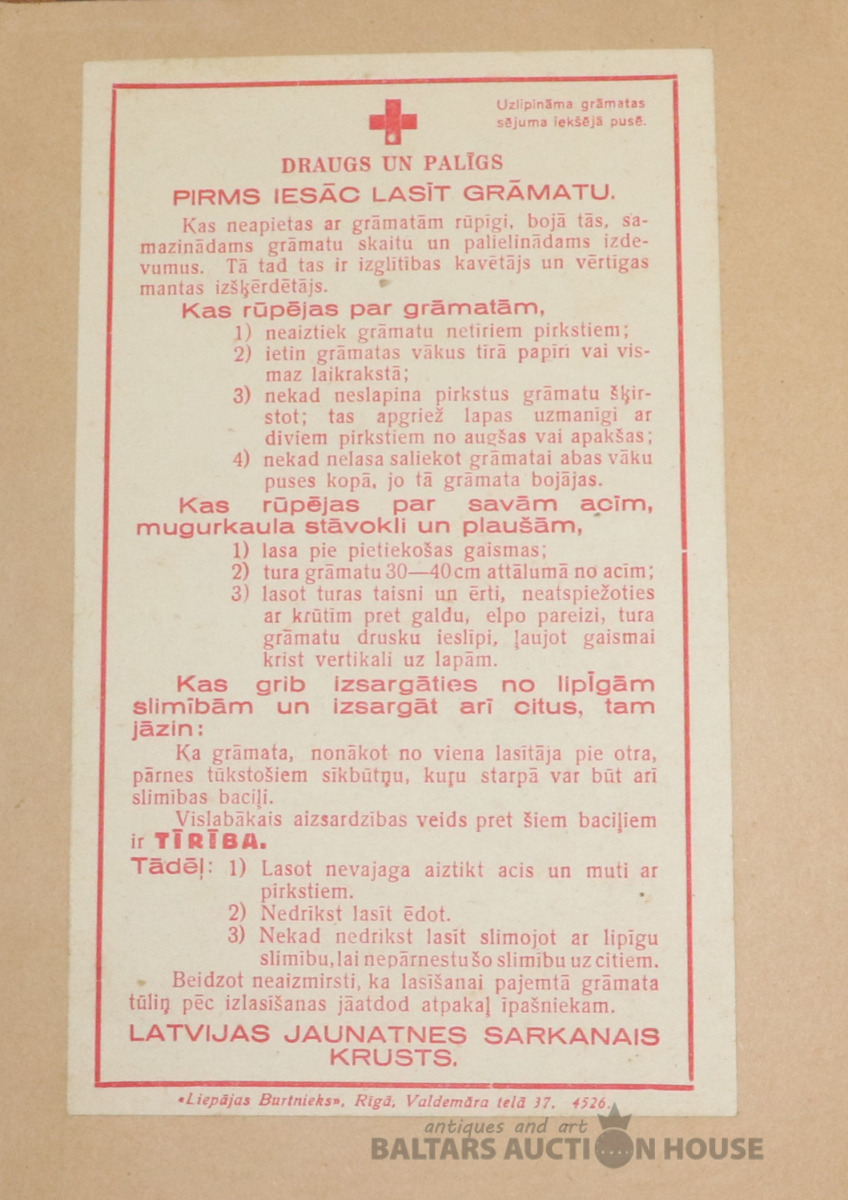 Uzlipināma grāmatas
sējuma iekšējā pusē.
DRAUGS UN PALĪGS
PIRMS IESĀC LASĪT GRĀMATU.
Kas neapietas ar grāmatām rūpīgi, bojā tās, sa-
mazinādams grāmatu skaitu un palielinādams izde-
vumus. Tā tad tas ir izglītības kavētājs un vērtīgas
mantas izšķērdētājs.
Kas rūpējas par grāmatām,
1) neaiztiek grāmatu netīriem pirkstiem;
2) ietin grāmatas vākus tīrā papīrī vai vis-
maz laikrakstā;
3) nekad neslapina pirkstus grāmatu šķir-
stot; tas apgriež lapas uzmanīgi ar
diviem pirkstiem no augšas vai apakšas;
4) nekad nelasa saliekot grāmatai abas vāku
puses kopā, jo tā grāmata bojājas.
Kas rūpējas par savām acīm,
mugurkaula stāvokli un plaušām,
1) lasa pie pietiekošas gaismas;
2) tura grāmatu 30—40 cm attālumā no acīm;
3) lasot turas taisni un ērti, neatspiežoties
ar krūtīm pret galdu, elpo pareizi, tura
grāmatu drusku ieslīpi, ļaujot gaismai
krist vertikali uz lapām.
Kas grib izsargāties no lipīgām
slimībām un izsargāt arī citus, tam
jāzin:
Ka grāmata, nonākot no viena lasītāja pie otra,
pārnes tūkstošiem sīkbūtņu, kuŗu starpā var būt arī
slimības baciļi.
Vislabākais aizsardzības veids pret šiem baciļiem
ir TĪRĪBA.
Tādēļ: 1) Lasot nevajaga aiztikt acis un muti ar
pirkstiem.
2) Nedrīkst lasīt ēdot.
3) Nekad nedrīkst lasīt slimojot ar lipīgu
slimību, lai nepārnestu šo slimību uz citiem.
Beidzot neaizmirsti, ka lasīšanai paņemtā grāmata
tūliņ pēc izlasīšanas jāatdod atpakaļ īpašniekam.
LATVIJAS JAUNATNES SARKANAIS
KRUSTS.
«Liepājas Burtnieks», Rīgā, Valdemāra ielā 37. 4526.
antiques and art
BALTARS AUCTION HOUSE